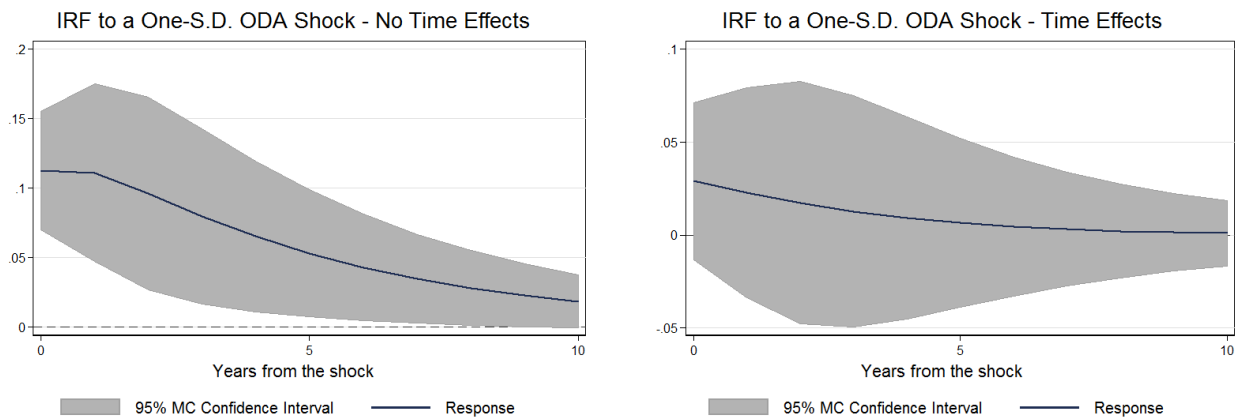 IRF to a One-S.D. ODA Shock - No Time Effects
.2
.15
.1
.05
0
0
5
10
Years from the shock
95% MC Confidence Interval
Response
IRF to a One-S.D. ODA Shock - Time Effects
.1
.05
0
-.05
0
5
10
Years from the shock
95% MC Confidence Interval
Response